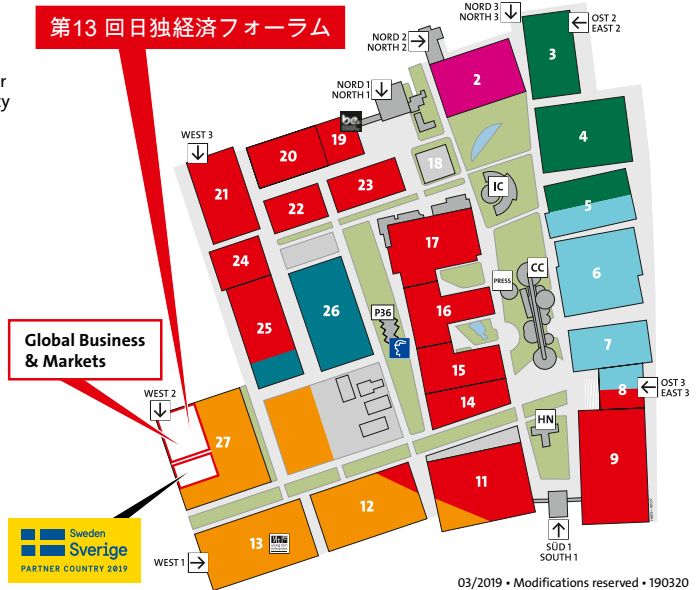 第13 回日独経済フォーラム
r
ty
NORD 3
NORTH 3
OST 2
EAST 2
NORD 2
NORTH 2
NORD 1
NORTH 1
be.
WEST 3
2
3
4
5
6
7
8
9
11
12
13
14
15
16
17
18
19
20
21
22
23
24
25
26
27
IC
CC
PRESS
P36
HN
Global Business
& Markets
WEST 2
OST 3
EAST 3
WEST 1
SÜD 1
SOUTH 1
Sweden
Sverige
PARTNER COUNTRY 2019
03/2019 ▪ Modifications reserved ▪ 190320